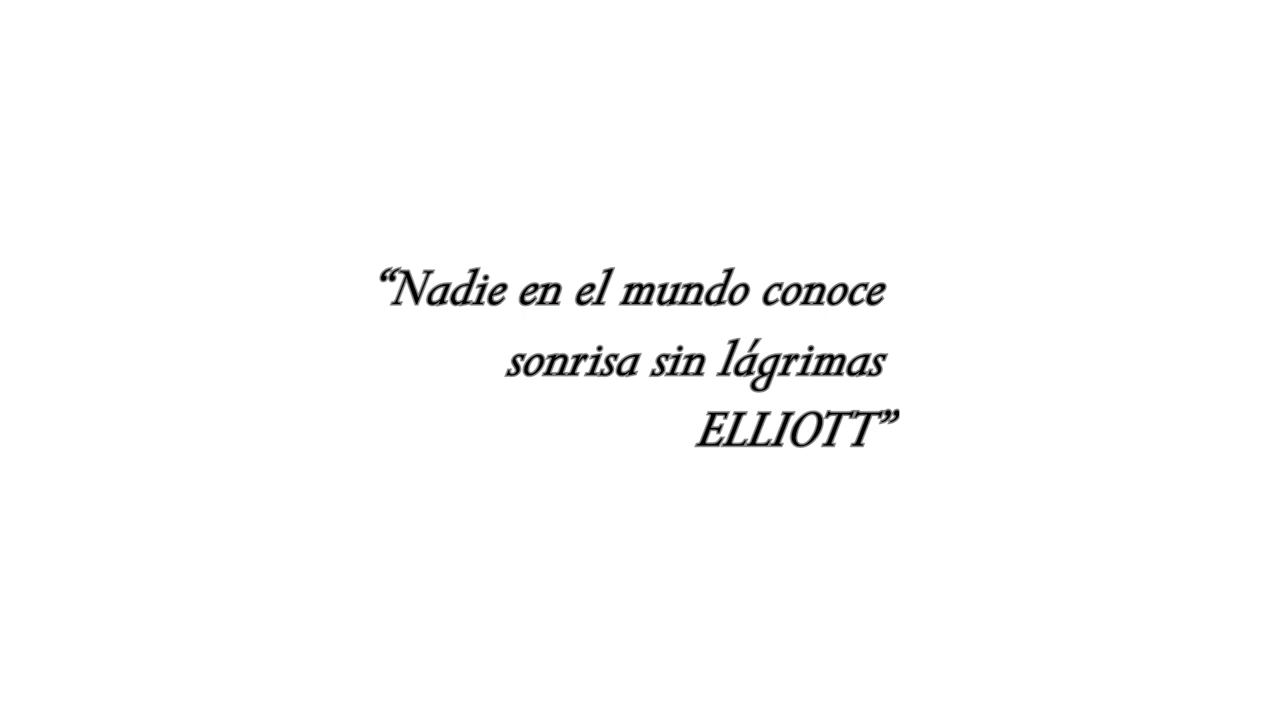 “Nadie en el mundo conoce
sonrisa sin lágrimas
ELLIOTT”